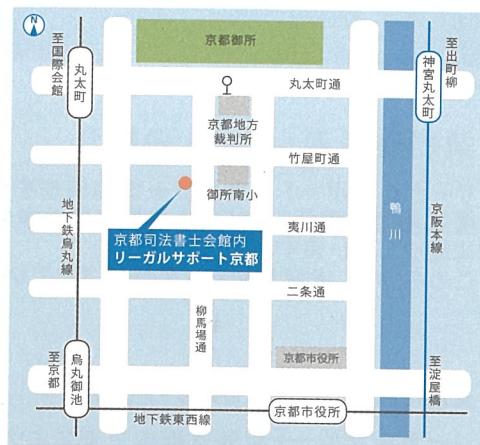 N
京都御所
至国際会館
丸太町
丸太町通
神宮丸太町
至出町柳
京都地方
裁判所
竹屋町通
御所南小
地下鉄烏丸線
京都司法書士会館内
リーガルサポート京都
夷川通
鴨川
京阪本線
二条通
柳馬場通
京都市役所
至京都
烏丸御池
至淀屋橋
地下鉄東西線
京都市役所